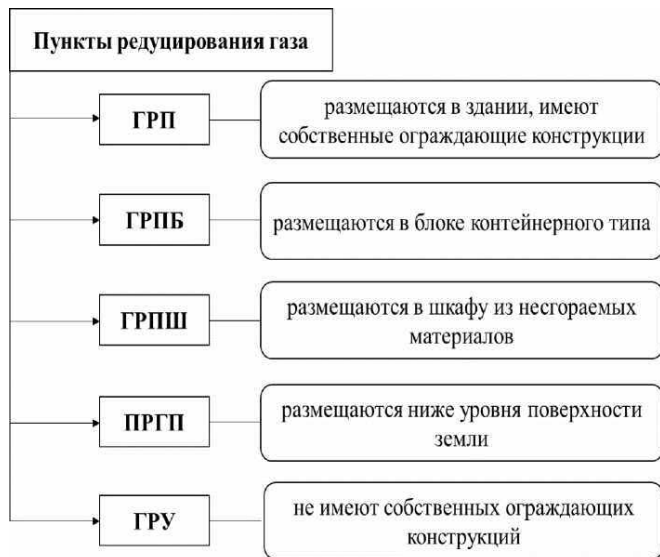 Пункты редуцирования газа
ГРП
размещаются в здании, имеют
собственные ограждающие конструкции
ГРПБ
размещаются в блоке контейнерного типа
ГРПШ
размещаются в шкафу из несгораемых
материалов
ПРГП
размещаются ниже уровня поверхности
земли
ГРУ
не имеют собственных ограждающих
конструкций